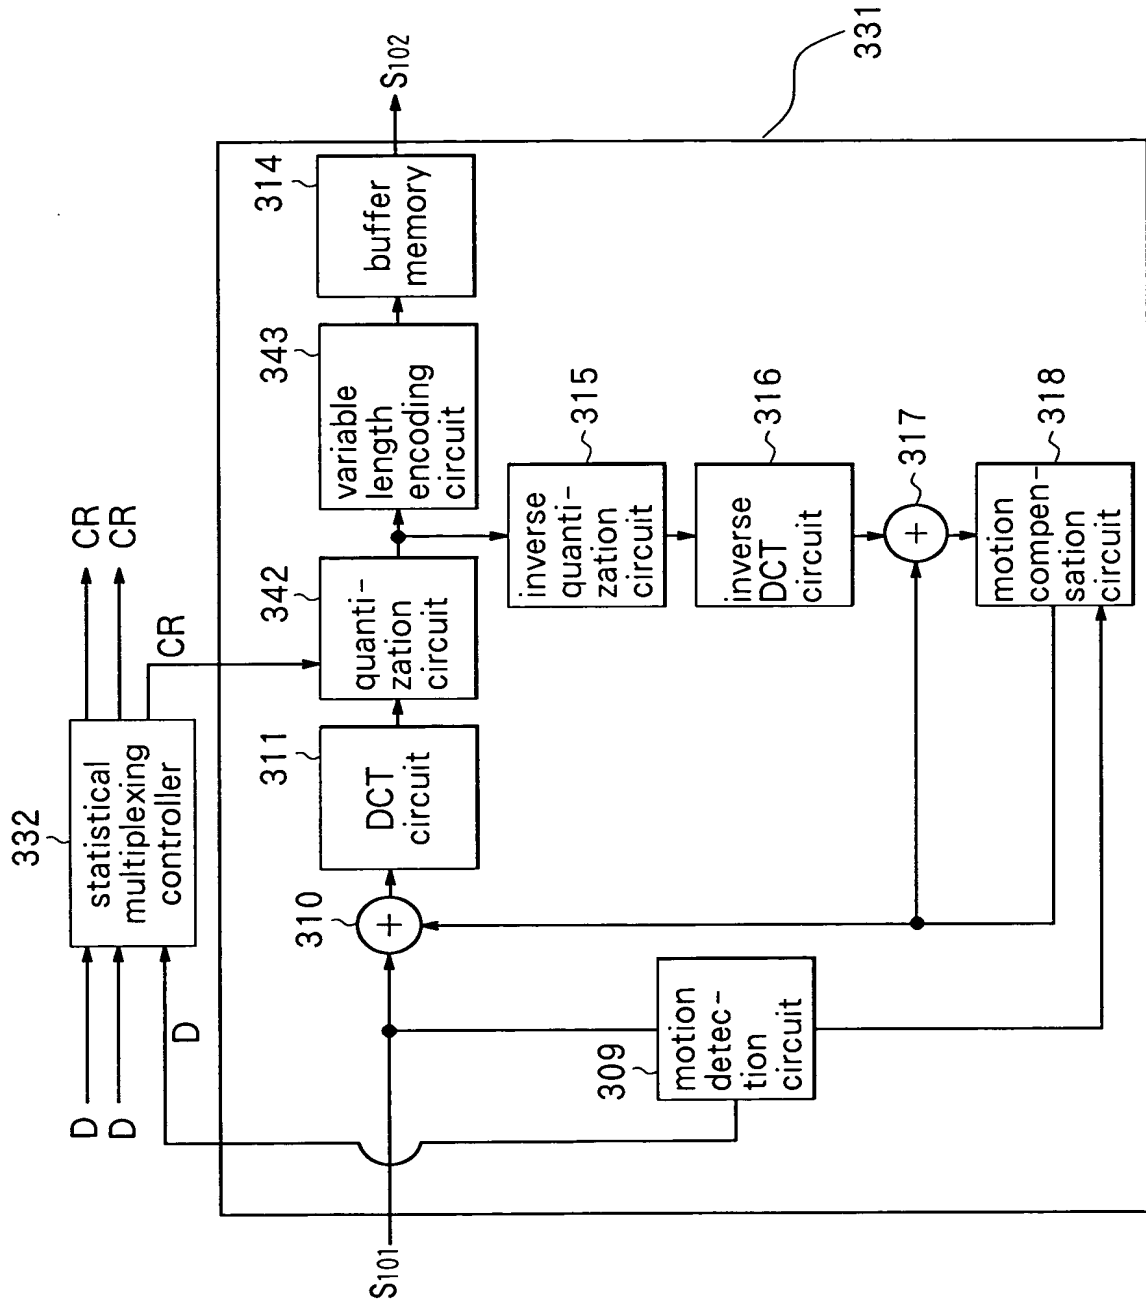 332
statistical
multiplexing
controller
D
D
D
CR
CR
CR
S101
310
311
DCT
circuit
342
quanti-
zation
circuit
343
variable
length
encoding
circuit
314
buffer
memory
S102
inverse
quanti-
zation
circuit
315
inverse
DCT
circuit
316
317
motion
compen-
sation
circuit
318
309
motion
detec-
tion
circuit
331
+
+